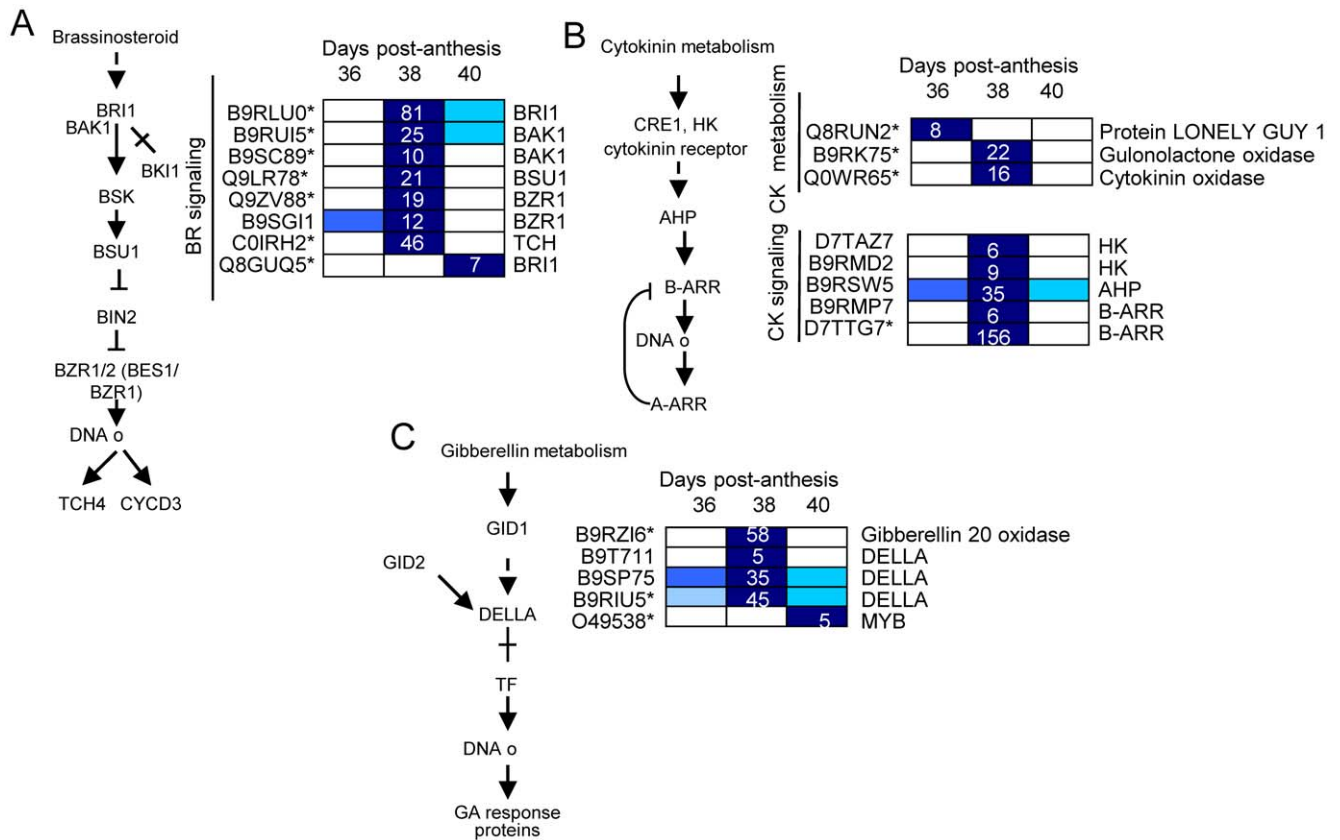 A
Brassinosteroid
BRI1
BAK1
BKI1
BSK
BSU1
BIN2
BZR1/2 (BES1/
BZR1)
DNA o
TCH4 CYCD3
Days post-anthesis
36 38 40
BR signaling
B9RLU0* 81 BRI1
B9RUI5* 25 BAK1
B9SC89* 10 BAK1
Q9LR78* 21 BSU1
Q9ZV88* 19 BZR1
B9SGI1 12 BZR1
C0IRH2* 46 TCH
Q8GUQ5* 7 BRI1
B
Cytokinin metabolism
CRE1, HK
cytokinin receptor
AHP
B-ARR
DNA o
A-ARR
Days post-anthesis
36 38 40
CK metabolism
Q8RUN2* 8 Protein LONELY GUY 1
B9RK75* 22 Gulonolactone oxidase
Q0WR65* 16 Cytokinin oxidase
CK signaling
D7TAZ7 6 HK
B9RMD2 9 HK
B9RSW5 35 AHP
B9RMP7 6 B-ARR
D7TTG7* 156 B-ARR
C
Gibberellin metabolism
GID1
GID2
DELLA
TF
DNA o
GA response
proteins
Days post-anthesis
36 38 40
B9RZI6* 58 Gibberellin 20 oxidase
B9T711 5 DELLA
B9SP75 35 DELLA
B9RIU5* 45 DELLA
O49538* 5 MYB